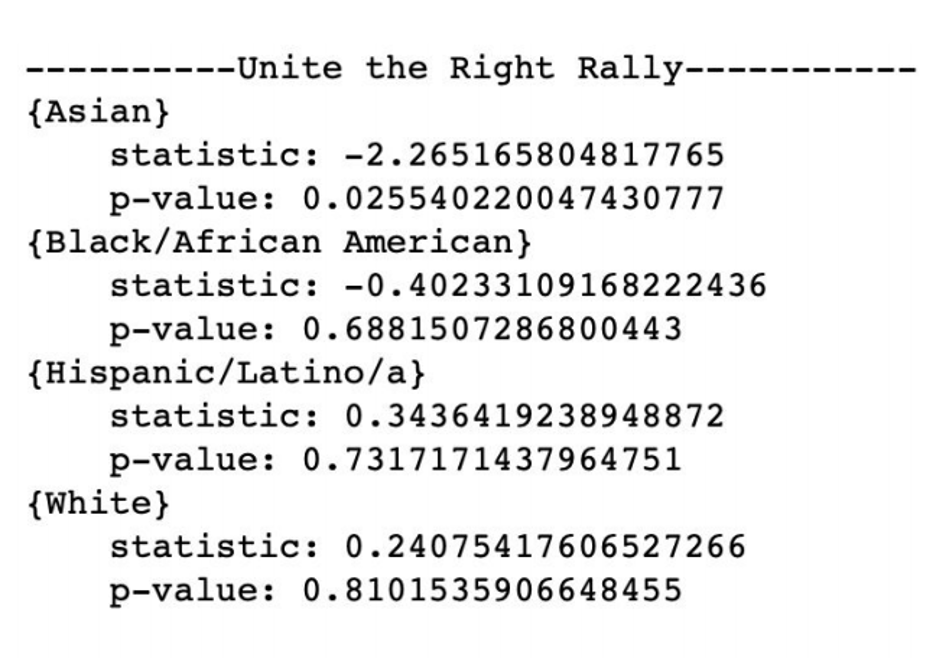 ----------Unite the Right Rally-----------
{Asian}
    statistic: -2.265165804817765
    p-value: 0.025540220047430777
{Black/African American}
    statistic: -0.40233109168222436
    p-value: 0.6881507286800443
{Hispanic/Latino/a}
    statistic: 0.3436419238948872
    p-value: 0.7317171437964751
{White}
    statistic: 0.24075417606527266
    p-value: 0.8101535906648455